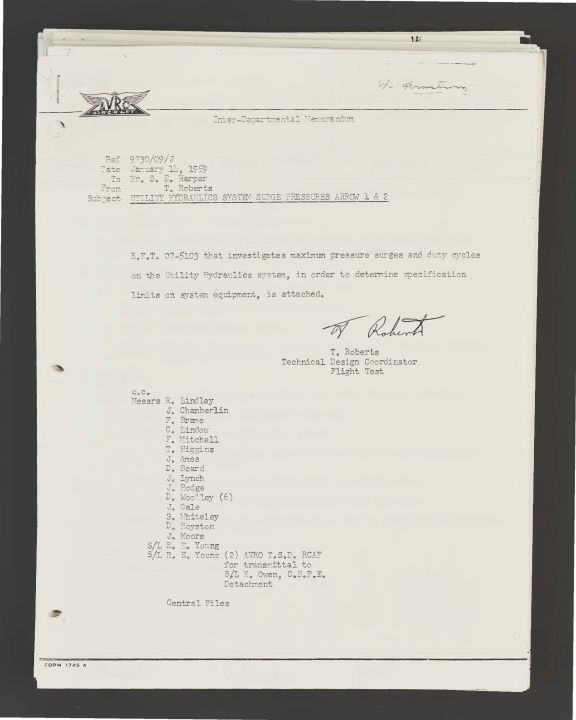 AVRO
AIRCRAFT
Inter-Departmental Memorandum
Ref 9730/09/J
Date January 14, 1959
To Mr. S. E. Harper
From T. Roberts
Subject UTILITY HYDRAULICS SYSTEM SURGE PRESSURES ARROW 1 & 2
R.F.T. 07-5103 that investigates maximum pressure surges and duty cycles
on the Utility Hydraulics system, in order to determine specification
limits on system equipment, is attached.
T Roberts
T. Roberts
Technical Design Coordinator
Flight Test
c.c.
Messrs R. Lindley
J. Chamberlin
F. Brame
C. Lindow
F. Mitchell
T. Higgins
J. Ames
D. Scard
J. Lynch
J. Hodge
D. Woolley (6)
J. Gale
S. Whiteley
D. Royston
J. Moors
S/L R. H. Young
S/L R. H. Young (2) AVRO T.S.D. RCAF
for transmittal to
S/L K. Owen, C.E.P.E.
Detachment
Central Files
FORM 1749 A